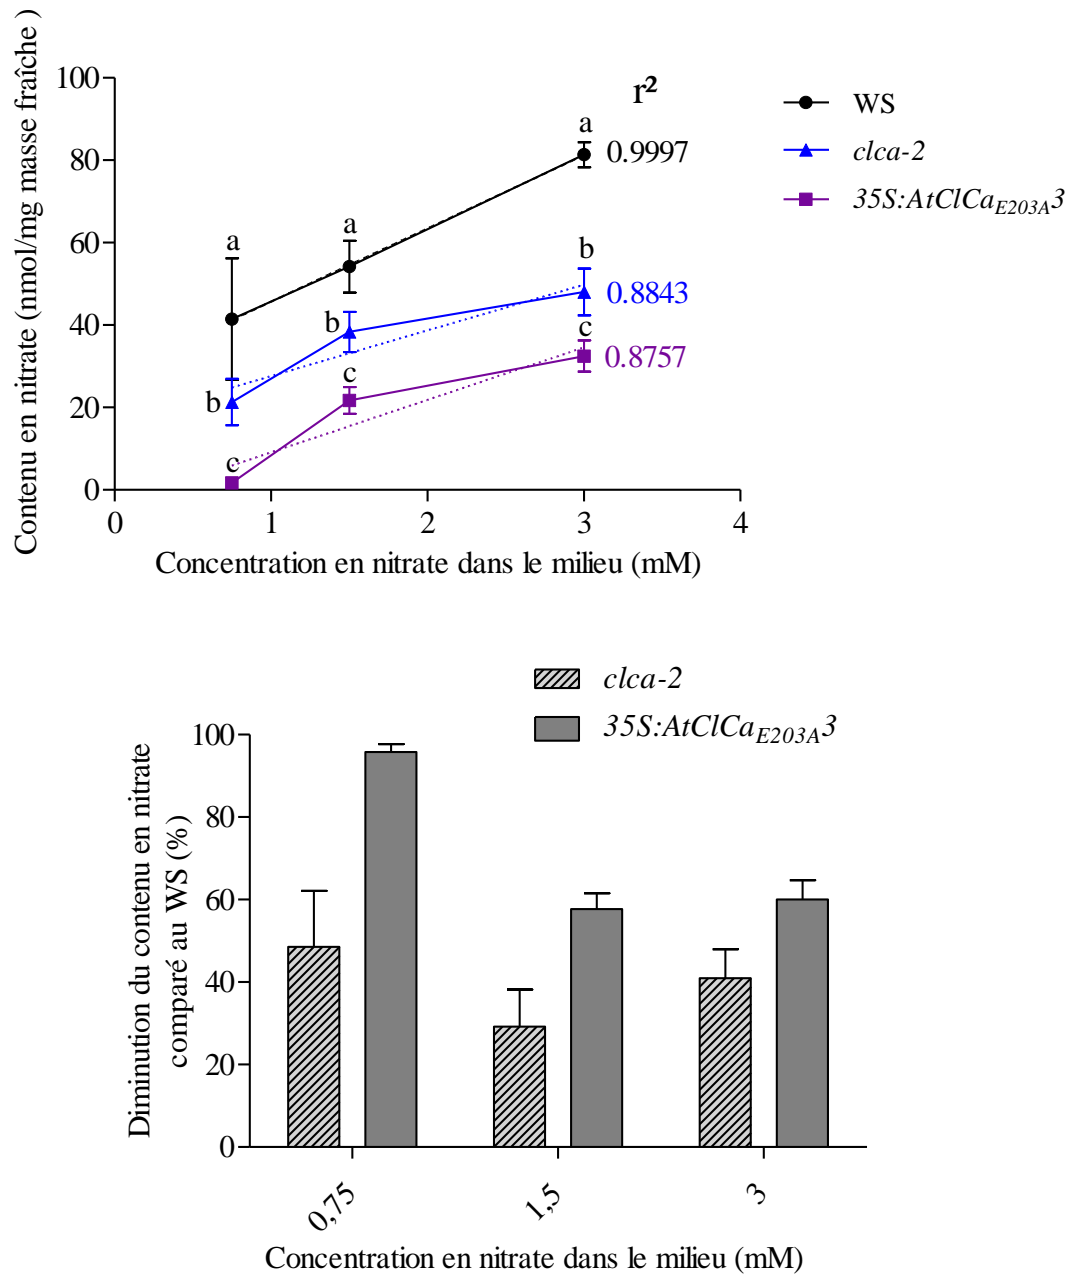 Contenu en nitrate (nmol/mg masse fraîche )
100
80
60
40
20
0
0 1 2 3 4
Concentration en nitrate dans le milieu (mM)
r²
a a a
0.9997
b b b
0.8843
c c c
0.8757
WS
clca-2
35S:AtClCa_E203A3
clca-2
35S:AtClCa_E203A3
Diminution du contenu en nitrate
comparé au WS (%)
100
80
60
40
20
0
0,75 1,5 3
Concentration en nitrate dans le milieu (mM)